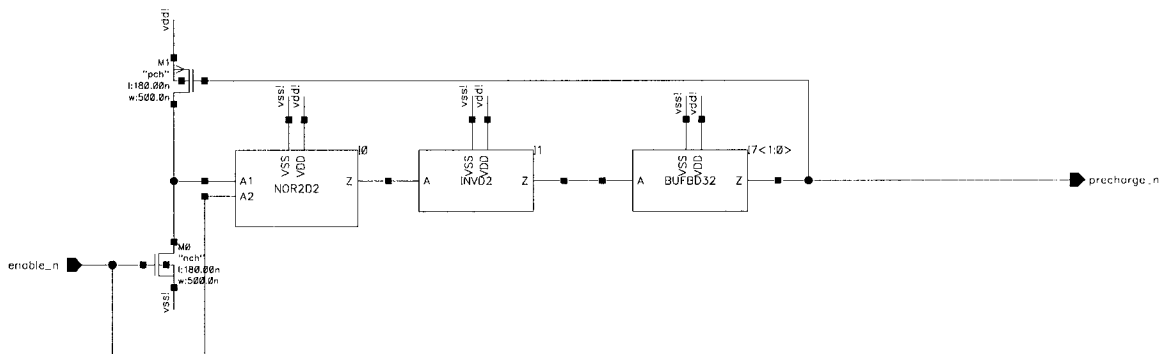 vdd!
M1
"pch"
l:180.00n
w:500.0n
vss!
vdd!
VSS
VDD
I0
A1
A2
NOR2D2
Z
vss!
vdd!
VSS
VDD
I1
A
INVD2
Z
vss!
vdd!
VSS
VDD
I7<1:0>
A
BUFBD32
Z
precharge_n
enable_n
M0
"nch"
l:180.00n
w:500.0n
vss!